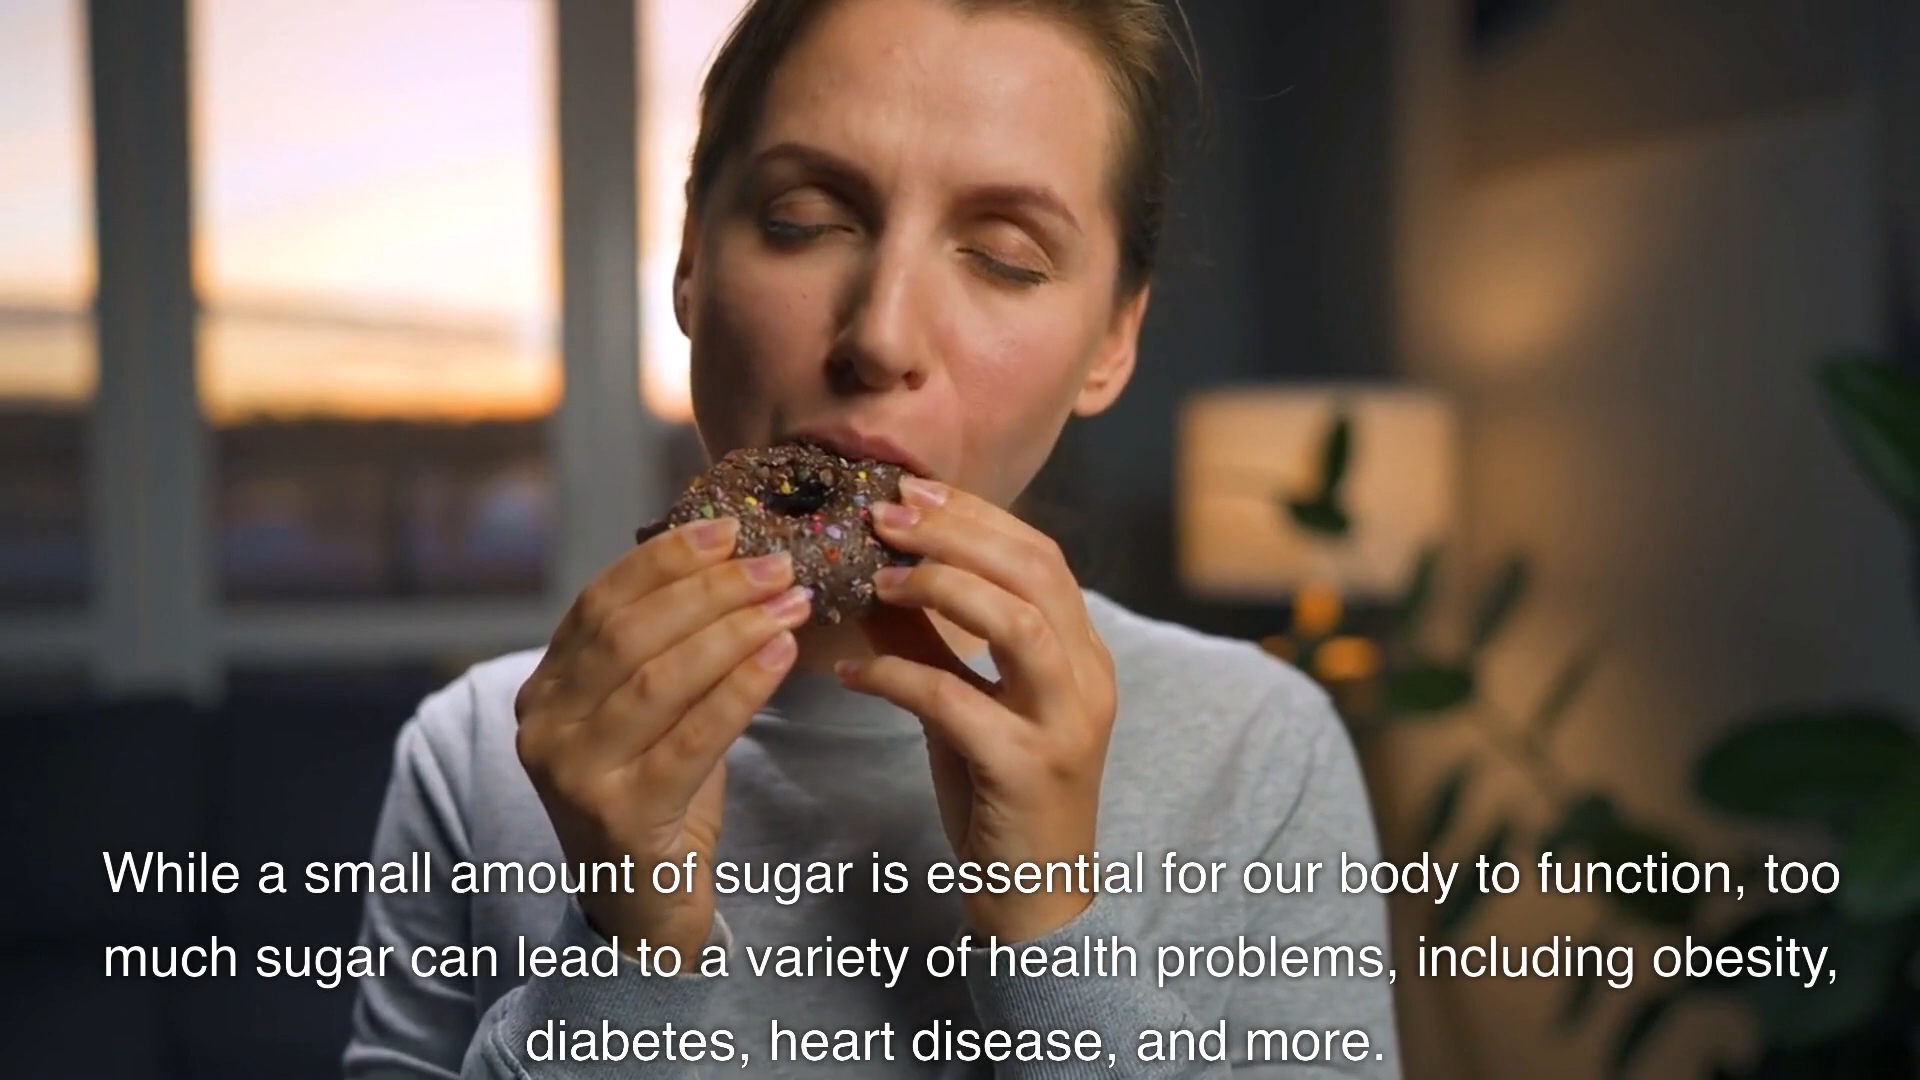 While a small amount of sugar is essential for our body to function, too
much sugar can lead to a variety of health problems, including obesity,
diabetes, heart disease, and more.